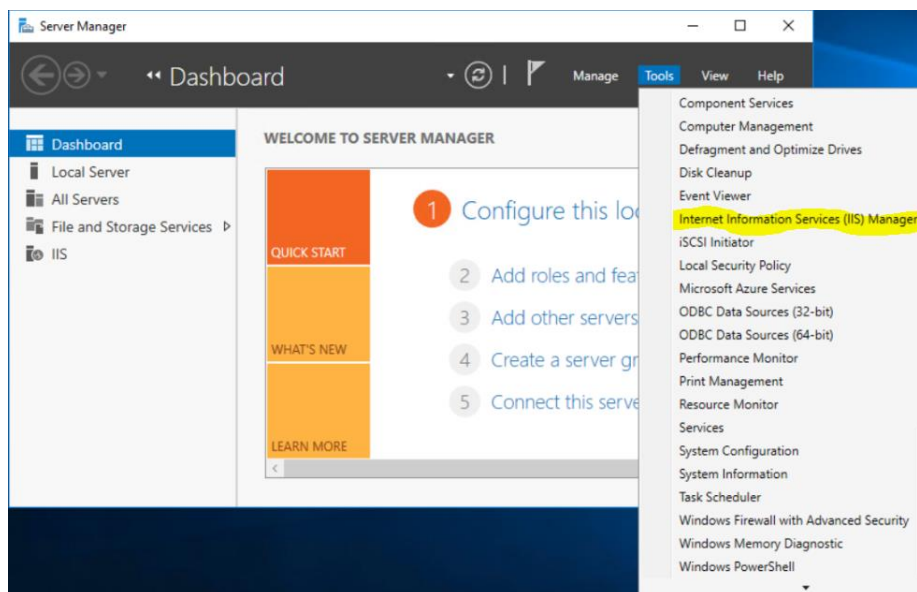 Server Manager
Dashboard
Manage
Tools
View
Help
Dashboard
Local Server
All Servers
File and Storage Services
IIS
WELCOME TO SERVER MANAGER
QUICK START
WHAT'S NEW
LEARN MORE
1 Configure this
2 Add roles and
3 Add other servers
4 Create a server
5 Connect this
Component Services
Computer Management
Defragment and Optimize Drives
Disk Cleanup
Event Viewer
Internet Information Services (IIS) Manager
iSCSI Initiator
Local Security Policy
Microsoft Azure Services
ODBC Data Sources (32-bit)
ODBC Data Sources (64-bit)
Performance Monitor
Print Management
Resource Monitor
Services
System Configuration
System Information
Task Scheduler
Windows Firewall with Advanced Security
Windows Memory Diagnostic
Windows PowerShell